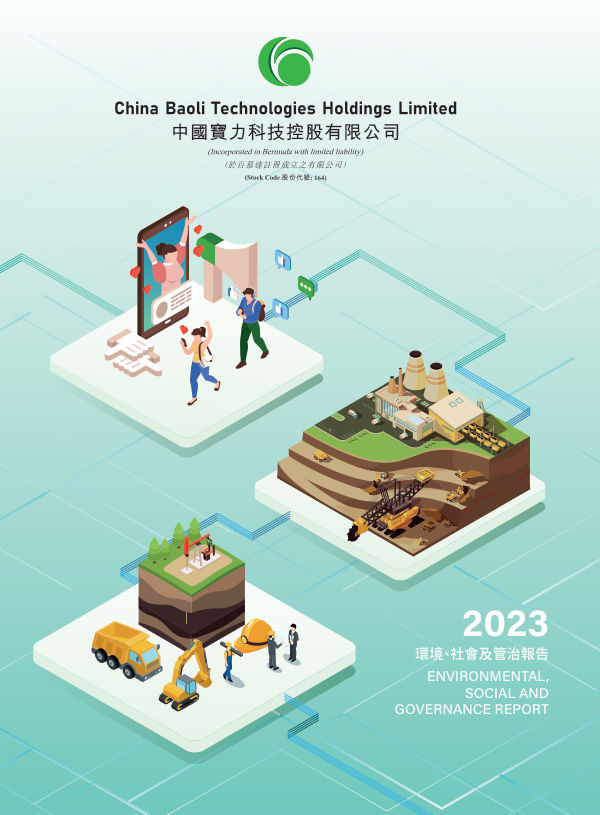 China Baoli Technologies Holdings Limited
中國寶力科技控股有限公司
(Incorporated in Bermuda with limited liability)
(於百慕達註冊成立之有限公司)
(Stock Code 股份代號: 164)
2023
環境、社會及管治報告
ENVIRONMENTAL,
SOCIAL AND
GOVERNANCE REPORT